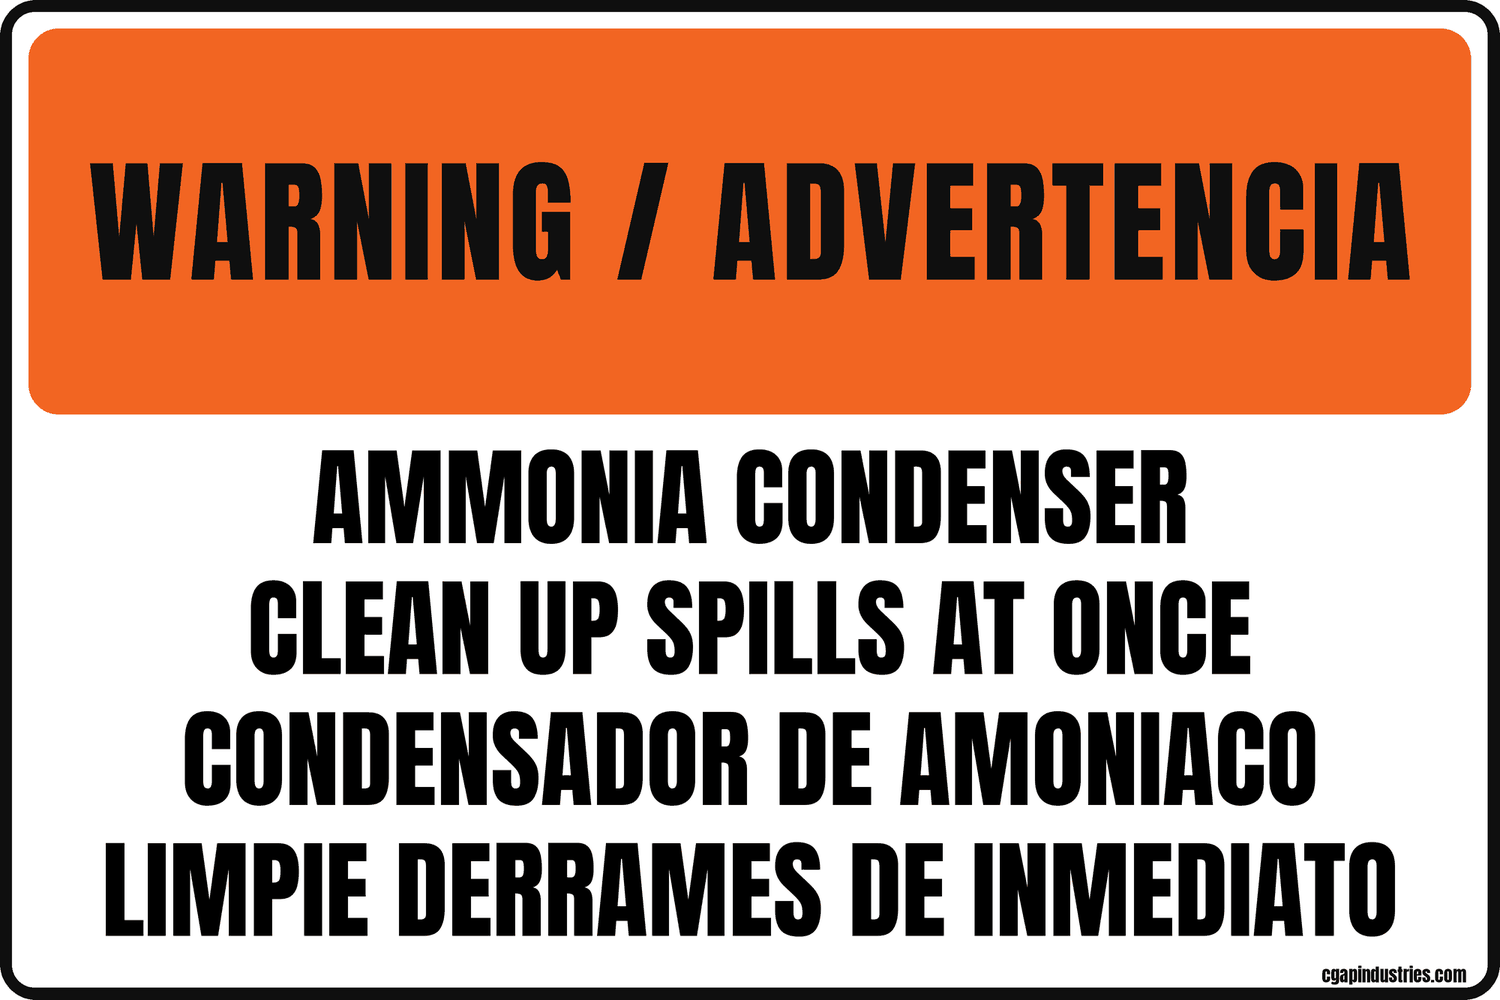 WARNING / ADVERTENCIA
AMMONIA CONDENSER
CLEAN UP SPILLS AT ONCE
CONDENSADOR DE AMONIACO
LIMPIE DERRAMES DE INMEDIATO
cgapindustries.com